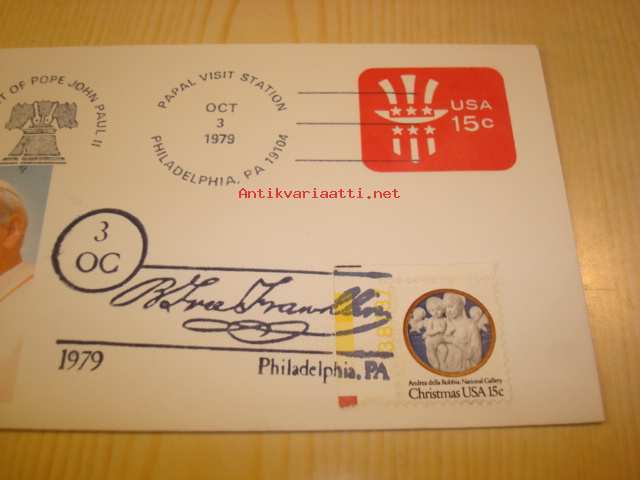 T OF POPE JOHN PAUL II
PAPAL VISIT STATION
OCT
3
1979
PHILADELPHIA, PA 19104
USA
15c
Antikvariaatti.net
3
OC
B. Free Franklin
1979
Philadelphia, PA
Andrea della Robbia, National Gallery
Christmas USA 15c